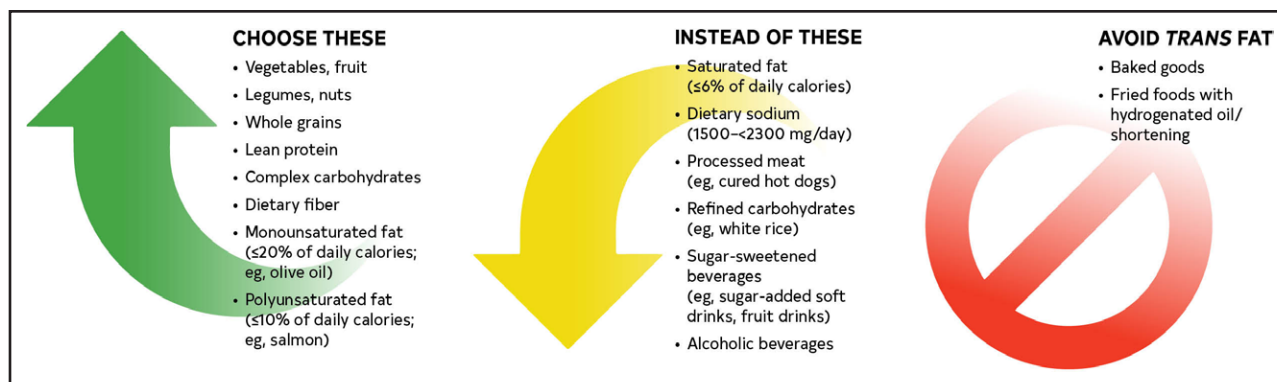 CHOOSE THESE
• Vegetables, fruit
• Legumes, nuts
• Whole grains
• Lean protein
• Complex carbohydrates
• Dietary fiber
• Monounsaturated fat
(≤20% of daily calories;
eg, olive oil)
• Polyunsaturated fat
(≤10% of daily calories;
eg, salmon)
INSTEAD OF THESE
• Saturated fat
(≤6% of daily calories)
• Dietary sodium
(1500–<2300 mg/day)
• Processed meat
(eg, cured hot dogs)
• Refined carbohydrates
(eg, white rice)
• Sugar-sweetened
beverages
(eg, sugar-added soft
drinks, fruit drinks)
• Alcoholic beverages
AVOID TRANS FAT
• Baked goods
• Fried foods with
hydrogenated oil/
shortening